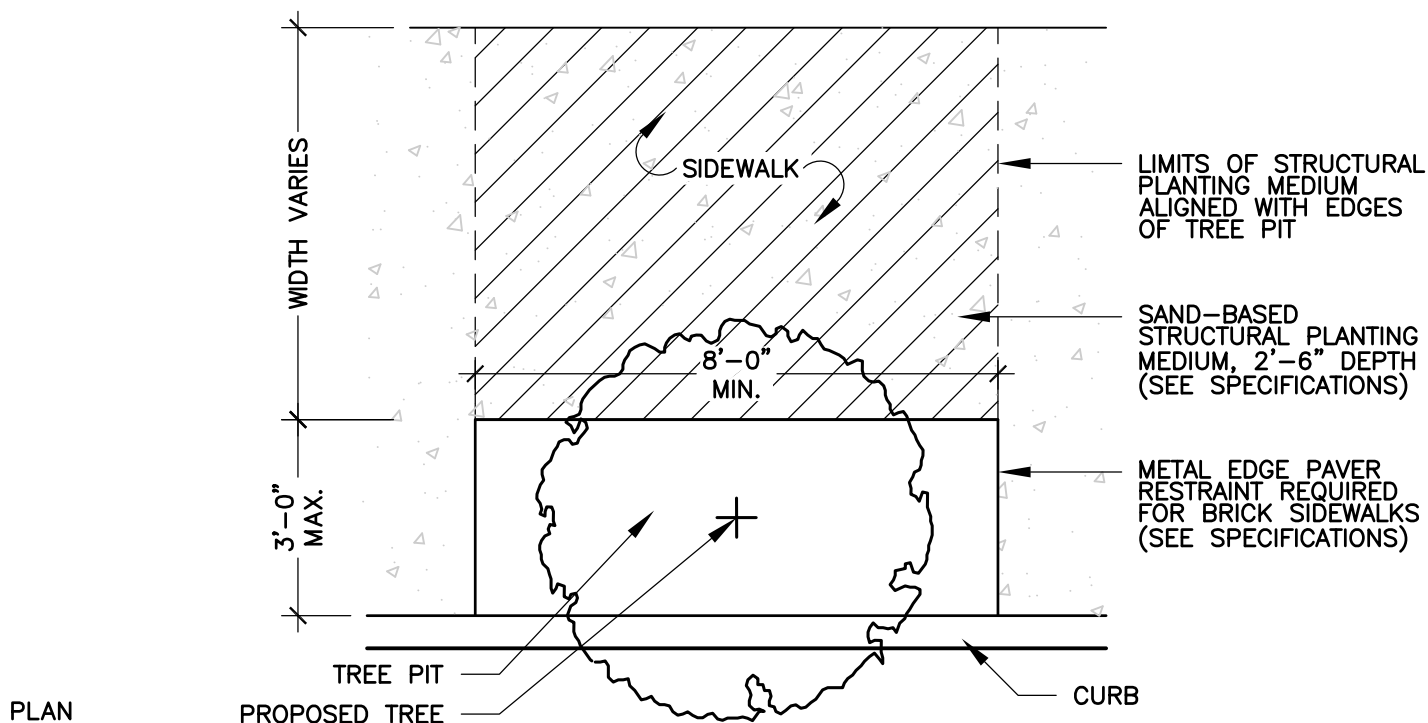 WIDTH VARIES
SIDEWALK
LIMITS OF STRUCTURAL
PLANTING MEDIUM
ALIGNED WITH EDGES
OF TREE PIT
SAND-BASED
STRUCTURAL PLANTING
MEDIUM, 2'-6" DEPTH
(SEE SPECIFICATIONS)
8'-0"
MIN.
METAL EDGE PAVER
RESTRAINT REQUIRED
FOR BRICK SIDEWALKS
(SEE SPECIFICATIONS)
3'-0"
MAX.
TREE PIT
PROPOSED TREE
CURB
PLAN